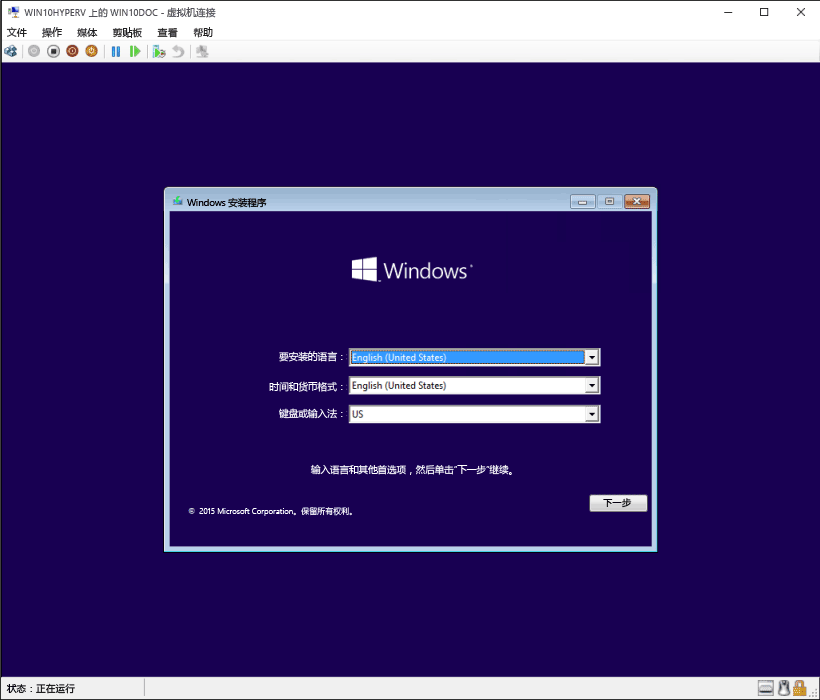 WIN10HYPERV 上的 WIN10DOC - 虚拟机连接
文件 操作 媒体 剪贴板 查看 帮助
Windows 安装程序
Windows
要安装的语言： English (United States)
时间和货币格式： English (United States)
键盘或输入法： US
输入语言和其他首选项，然后单击“下一步”继续。
下一步
© 2015 Microsoft Corporation。保留所有权利。
状态：正在运行